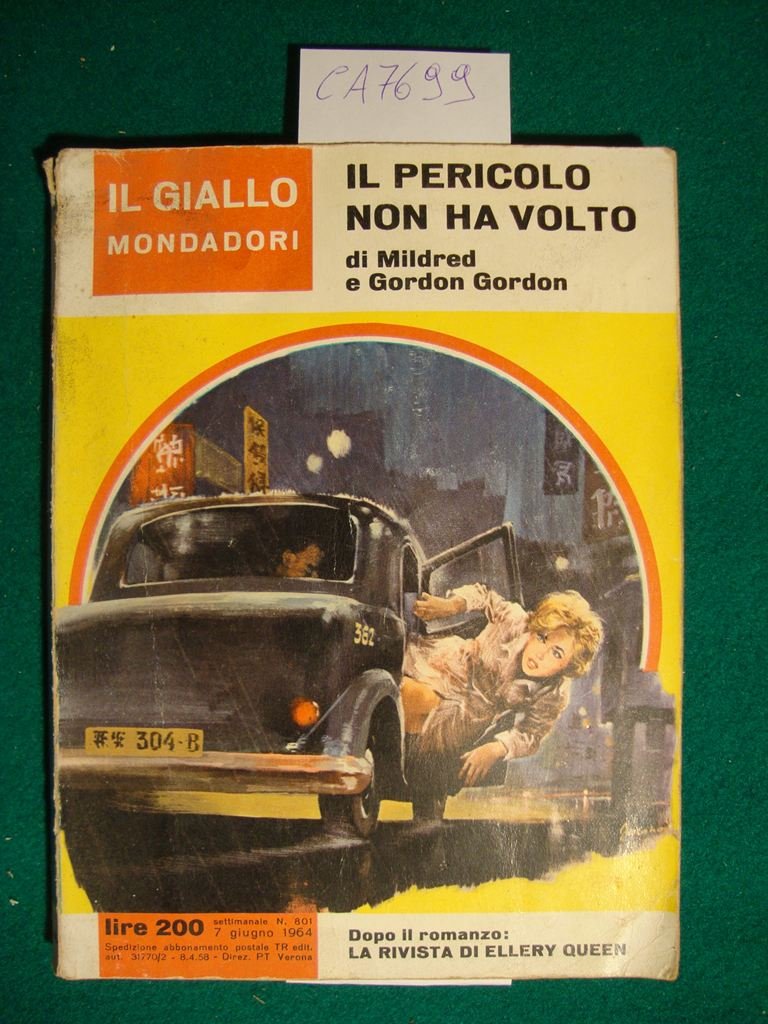 CA7699
IL GIALLO
MONDADORI
IL PERICOLO
NON HA VOLTO
di Mildred
e Gordon Gordon
362
304-B
lire 200
settimanale N. 801
7 giugno 1964
Spedizione abbonamento postale TR edit.
aut. 31770/2 - 8.4.58 - Direz. PT Verona
Dopo il romanzo:
LA RIVISTA DI ELLERY QUEEN